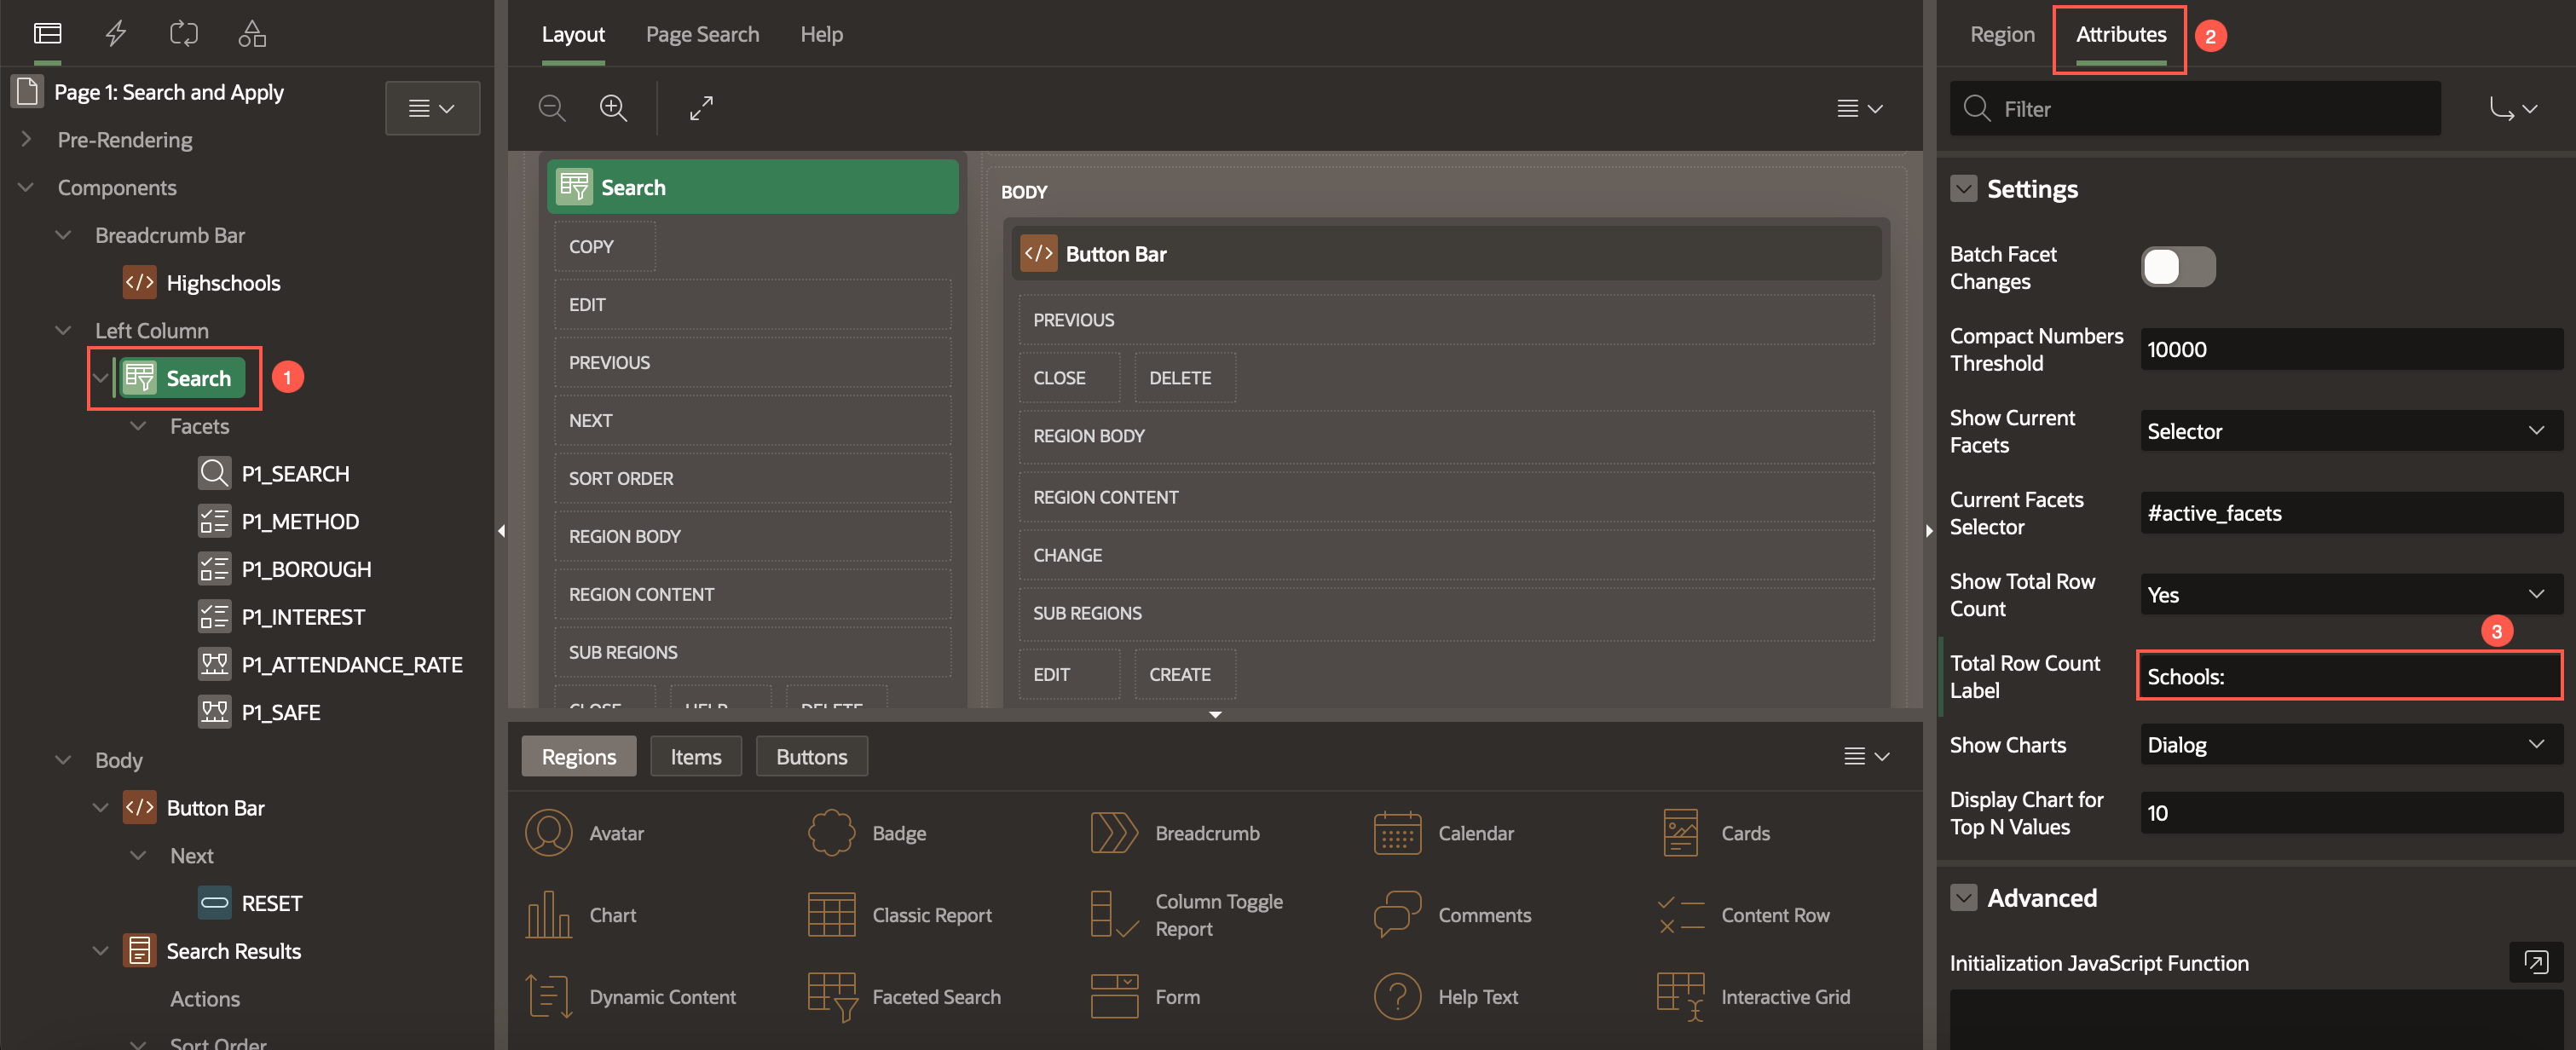 Page 1: Search and Apply
Pre-Rendering
Components
Breadcrumb Bar
</> Highschools
Left Column
Search
1
Facets
P1_SEARCH
P1_METHOD
P1_BOROUGH
P1_INTEREST
P1_ATTENDANCE_RATE
P1_SAFE
Body
</> Button Bar
Next
RESET
Search Results
Actions
Sort Order
Layout Page Search Help
Search
COPY
EDIT
PREVIOUS
NEXT
SORT ORDER
REGION BODY
REGION CONTENT
SUB REGIONS
CLOSE HELP DELETE
BODY
</> Button Bar
PREVIOUS
CLOSE DELETE
REGION BODY
REGION CONTENT
CHANGE
SUB REGIONS
EDIT CREATE
Regions Items Buttons
Avatar Badge Breadcrumb Calendar Cards
Chart Classic Report Column Toggle
Report Comments Content Row
Dynamic Content Faceted Search Form Help Text Interactive Grid
Region Attributes 2
Filter
Settings
Batch Facet
Changes
Compact Numbers
Threshold 10000
Show Current
Facets Selector
Current Facets
Selector #active_facets
Show Total Row
Count Yes
3
Total Row Count
Label Schools:
Show Charts Dialog
Display Chart for
Top N Values 10
Advanced
Initialization JavaScript Function